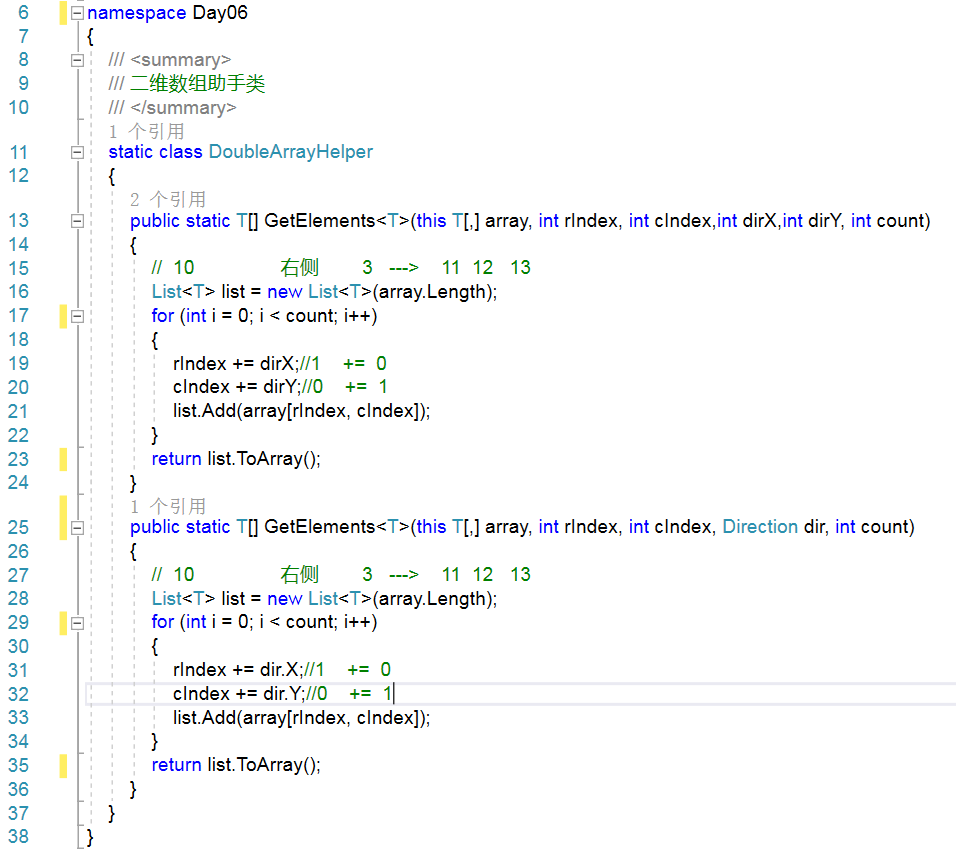 6 namespace Day06
7 {
8 /// <summary>
9 /// 二维数组助手类
10 /// </summary>
1 个引用
11 static class DoubleArrayHelper
12 {
2 个引用
13 public static T[] GetElements<T>(this T[,] array, int rIndex, int cIndex,int dirX,int dirY, int count)
14 {
15 // 10 右侧 3 ---> 11 12 13
16 List<T> list = new List<T>(array.Length);
17 for (int i = 0; i < count; i++)
18 {
19 rIndex += dirX;//1 += 0
20 cIndex += dirY;//0 += 1
21 list.Add(array[rIndex, cIndex]);
22 }
23 return list.ToArray();
24 }
1 个引用
25 public static T[] GetElements<T>(this T[,] array, int rIndex, int cIndex, Direction dir, int count)
26 {
27 // 10 右侧 3 ---> 11 12 13
28 List<T> list = new List<T>(array.Length);
29 for (int i = 0; i < count; i++)
30 {
31 rIndex += dir.X;//1 += 0
32 cIndex += dir.Y;//0 += 1
33 list.Add(array[rIndex, cIndex]);
34 }
35 return list.ToArray();
36 }
37 }
38 }